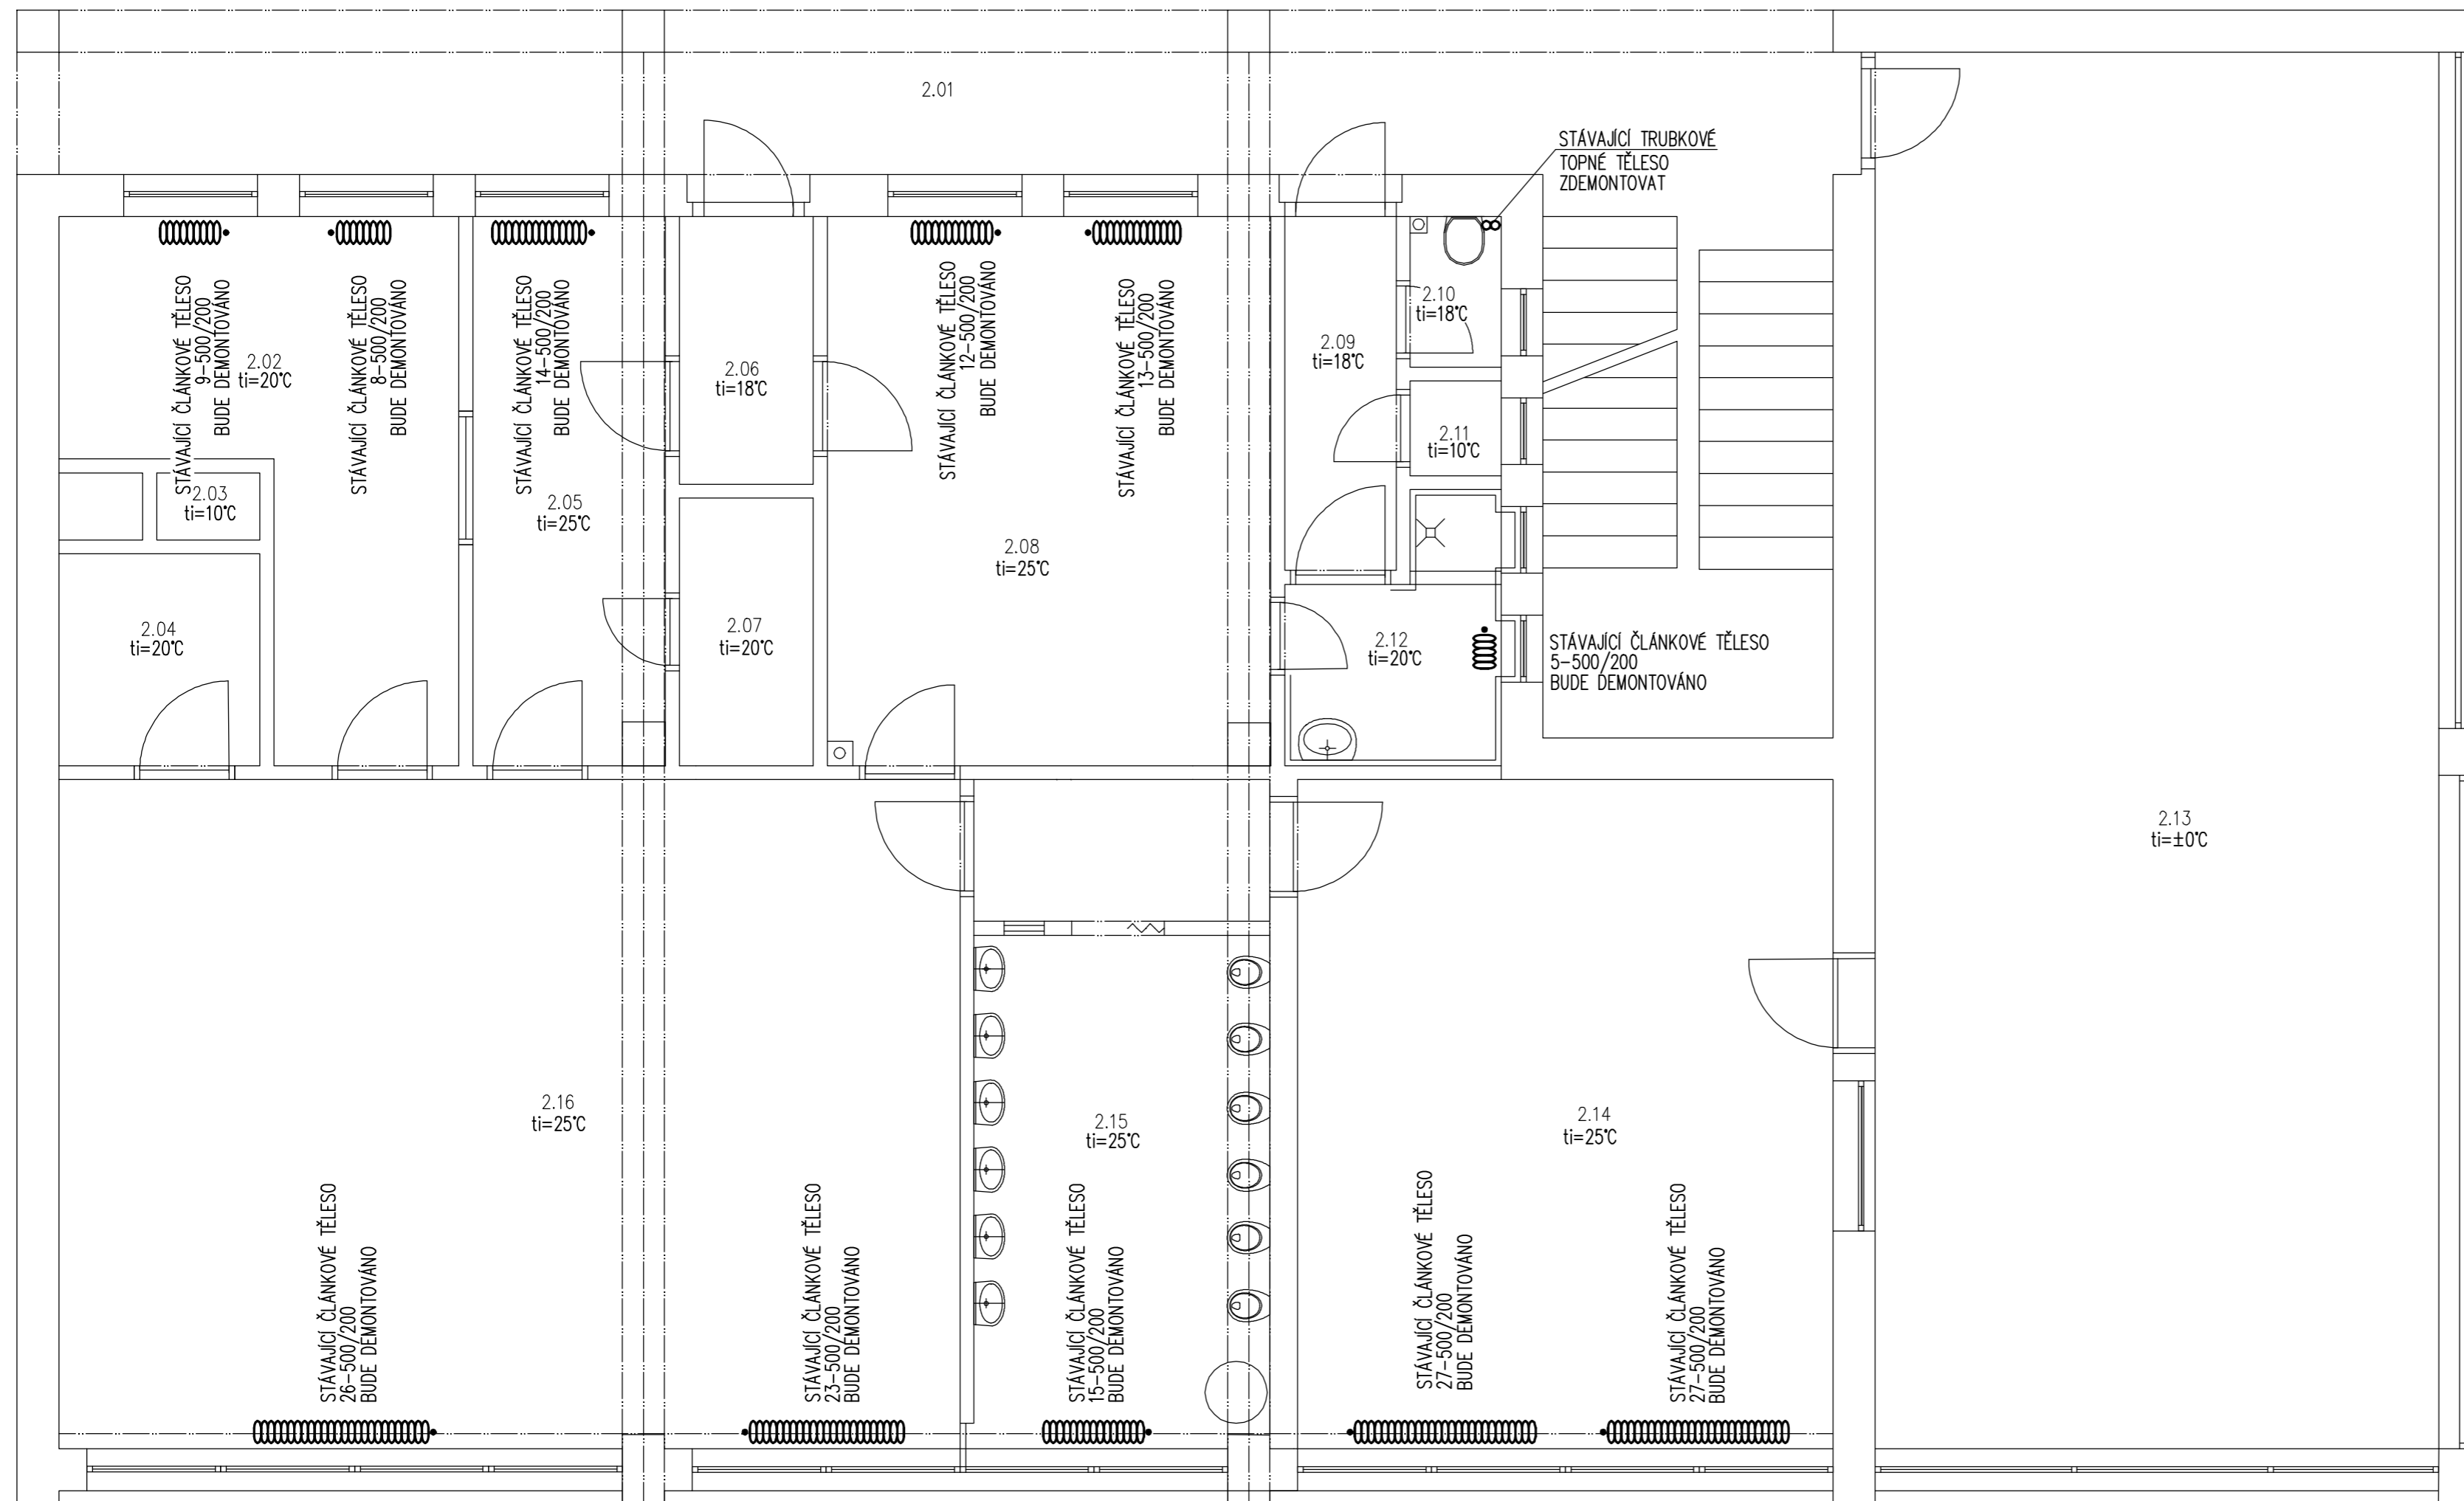 2.01
STÁVAJÍCÍ TRUBKOVÉ
TOPNÉ TĚLESO
ZDEMONTOVAT
STÁVAJÍCÍ ČLÁNKOVÉ TĚLESO
9-500/200
BUDE DEMONTOVÁNO
2.02
ti=20°C
STÁVAJÍCÍ ČLÁNKOVÉ TĚLESO
8-500/200
BUDE DEMONTOVÁNO
STÁVAJÍCÍ ČLÁNKOVÉ TĚLESO
14-500/200
BUDE DEMONTOVÁNO
2.06
ti=18°C
STÁVAJÍCÍ ČLÁNKOVÉ TĚLESO
12-500/200
BUDE DEMONTOVÁNO
STÁVAJÍCÍ ČLÁNKOVÉ TĚLESO
13-500/200
BUDE DEMONTOVÁNO
2.09
ti=18°C
2.10
ti=18°C
2.11
ti=10°C
2.03
ti=10°C
2.05
ti=25°C
2.08
ti=25°C
2.04
ti=20°C
2.07
ti=20°C
2.12
ti=20°C
STÁVAJÍCÍ ČLÁNKOVÉ TĚLESO
5-500/200
BUDE DEMONTOVÁNO
2.13
ti=±0°C
2.16
ti=25°C
2.15
ti=25°C
2.14
ti=25°C
STÁVAJÍCÍ ČLÁNKOVÉ TĚLESO
26-500/200
BUDE DEMONTOVÁNO
STÁVAJÍCÍ ČLÁNKOVÉ TĚLESO
23-500/200
BUDE DEMONTOVÁNO
STÁVAJÍCÍ ČLÁNKOVÉ TĚLESO
15-500/200
BUDE DEMONTOVÁNO
STÁVAJÍCÍ ČLÁNKOVÉ TĚLESO
27-500/200
BUDE DEMONTOVÁNO
STÁVAJÍCÍ ČLÁNKOVÉ TĚLESO
27-500/200
BUDE DEMONTOVÁNO